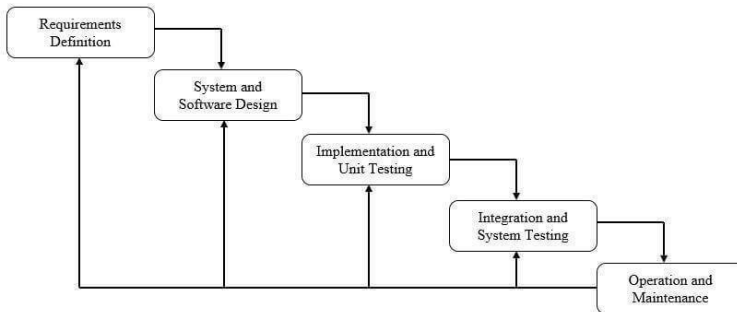 Requirements
Definition
System and
Software Design
Implementation and
Unit Testing
Integration and
System Testing
Operation and
Maintenance